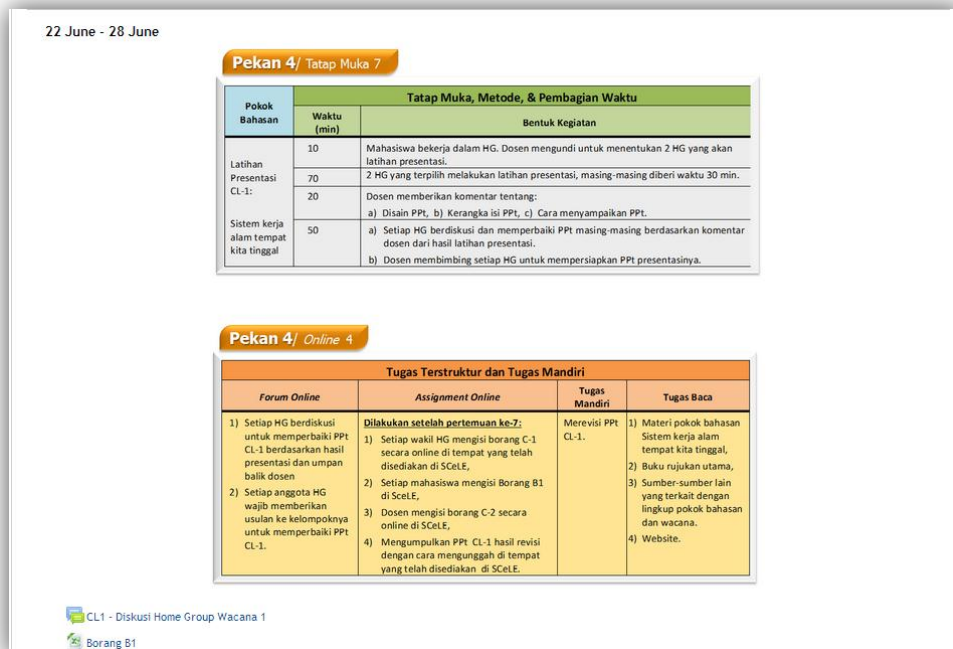 22 June - 28 June
Pekan 4/ Tatap Muka 7
Pokok
Bahasan
Tatap Muka, Metode, & Pembagian Waktu
Waktu
(min)
Bentuk Kegiatan
Latihan
Presentasi
CL-1:
Sistem kerja
alam tempat
kita tinggal
10
Mahasiswa bekerja dalam HG. Dosen mengundi untuk menentukan 2 HG yang akan
latihan presentasi.
70
2 HG yang terpilih melakukan latihan presentasi, masing-masing diberi waktu 30 min.
20
Dosen memberikan komentar tentang:
a) Disain PPt, b) Kerangka isi PPt, c) Cara menyampaikan PPt.
50
a) Setiap HG berdiskusi dan memperbaiki PPt masing-masing berdasarkan komentar
dosen dari hasil latihan presentasi.
b) Dosen membimbing setiap HG untuk mempersiapkan PPt presentasinya.
Pekan 4/ Online 4
Tugas Terstruktur dan Tugas Mandiri
Forum Online
Assignment Online
Tugas
Mandiri
Tugas Baca
1) Setiap HG berdiskusi
untuk memperbaiki PPt
CL-1 berdasarkan hasil
presentasi dan umpan
balik dosen
2) Setiap anggota HG
wajib memberikan
usulan ke kelompoknya
untuk memperbaiki PPt
CL-1.
Dilakukan setelah pertemuan ke-7:
1) Setiap wakil HG mengisi borang C-1
secara online di tempat yang telah
disediakan di SCeLE,
2) Setiap mahasiswa mengisi Borang B1
di SceLE,
3) Dosen mengisi borang C-2 secara
online di SCeLE,
4) Mengumpulkan PPt CL-1 hasil revisi
dengan cara mengunggah di tempat
yang telah disediakan di SCeLE.
Merevisi PPt
CL-1.
1) Materi pokok bahasan
Sistem kerja alam
tempat kita tinggal,
2) Buku rujukan utama,
3) Sumber-sumber lain
yang terkait dengan
lingkup pokok bahasan
dan wacana.
4) Website.
CL1 - Diskusi Home Group Wacana 1
Borang B1